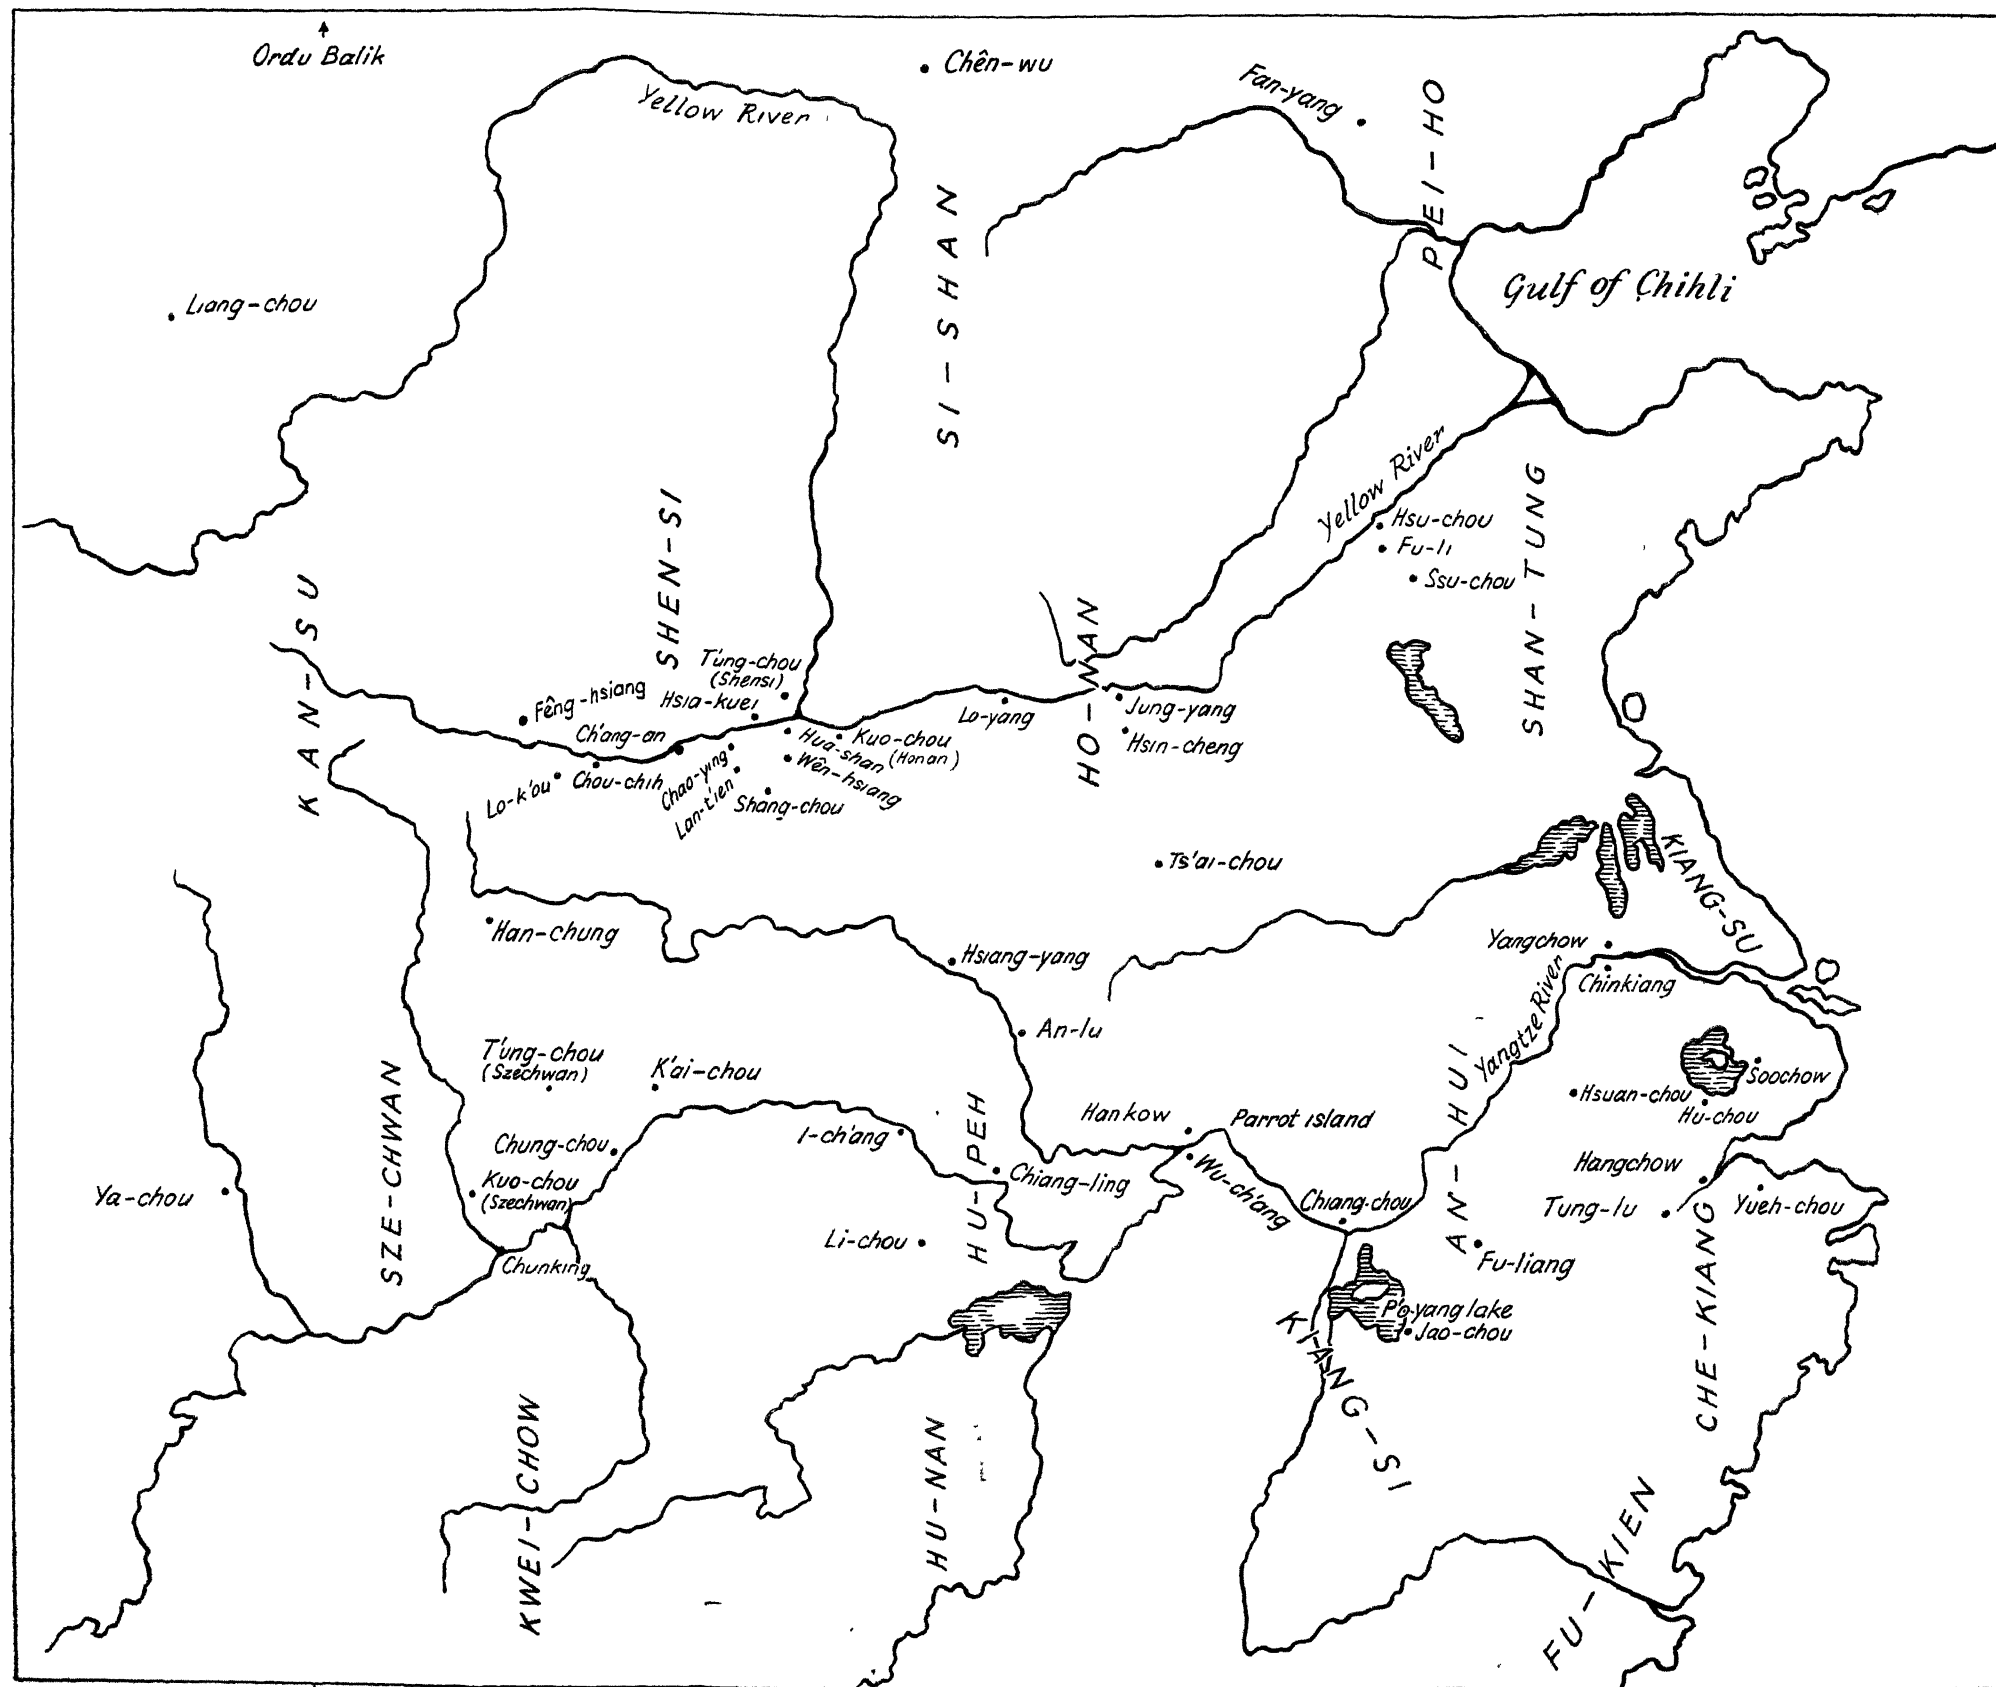 Ordu Balik
Chên-wu
Fan-yang
Yellow River
PEI-HO
SI-SHAN
Gulf of Chihli
Liang-chou
Yellow River
Hsu-chou
Fu-li
Ssu-chou
SHAN-TUNG
SHEN-SI
KAN-SU
HO-NAN
T'ung-chou
(Shensi)
Fêng-hsiang
Hsia-kuei
Ch'ang-an
Lo-yang
Jung-yang
Hua-shan
Kuo-chou
(Honan)
Hsin-cheng
Wên-hsiang
Lo-k'ou
Chou-chih
Chao-ying
Lan-t'ien
Shang-chou
Ts'ai-chou
KIANG-SU
Han-chung
Hsiang-yang
Yangchow
Chinkiang
Yangtze River
An-lu
T'ung-chou
(Szechwan)
K'ai-chou
SZE-CHWAN
HU-PEH
AN-HUI
Soochow
Hsuan-chou
Hu-chou
Hankow
Parrot island
I-ch'ang
Chung-chou
Chiang-ling
Wu-ch'ang
Hangchow
Kuo-chou
(Szechwan)
Ya-chou
Chiang-chou
Tung-lu
Yueh-chou
Li-chou
Chunking
Fu-liang
CHE-KIANG
P'o-yang lake
Jao-chou
KIANG-SI
KWEI-CHOW
HU-NAN
FU-KIEN